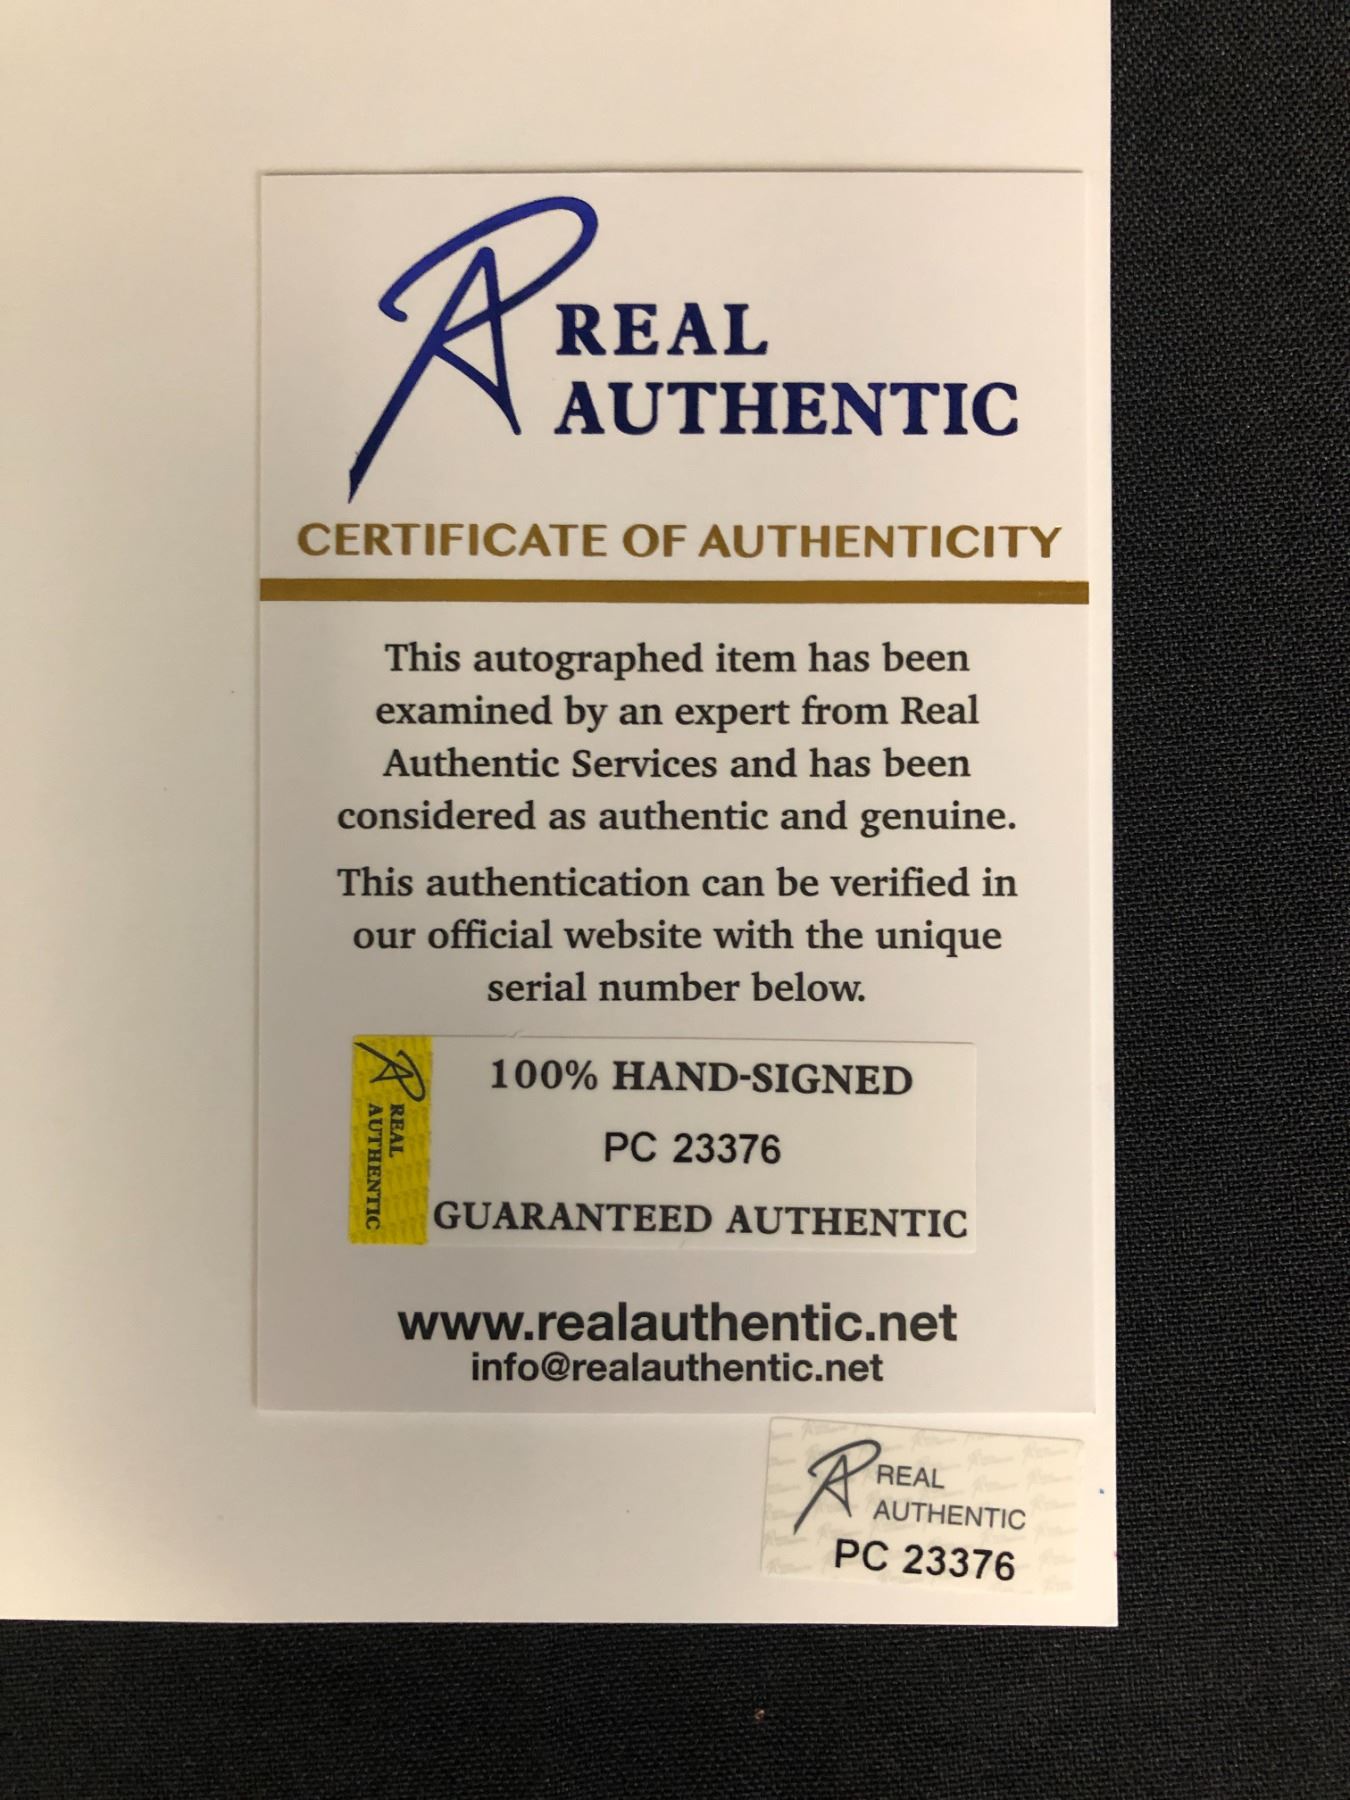 REAL
AUTHENTIC
CERTIFICATE OF AUTHENTICITY
This autographed item has been
examined by an expert from Real
Authentic Services and has been
considered as authentic and genuine.
This authentication can be verified in
our official website with the unique
serial number below.
REAL
AUTHENTIC
100% HAND-SIGNED
PC 23376
GUARANTEED AUTHENTIC
www.realauthentic.net
info@realauthentic.net
REAL
AUTHENTIC
PC 23376